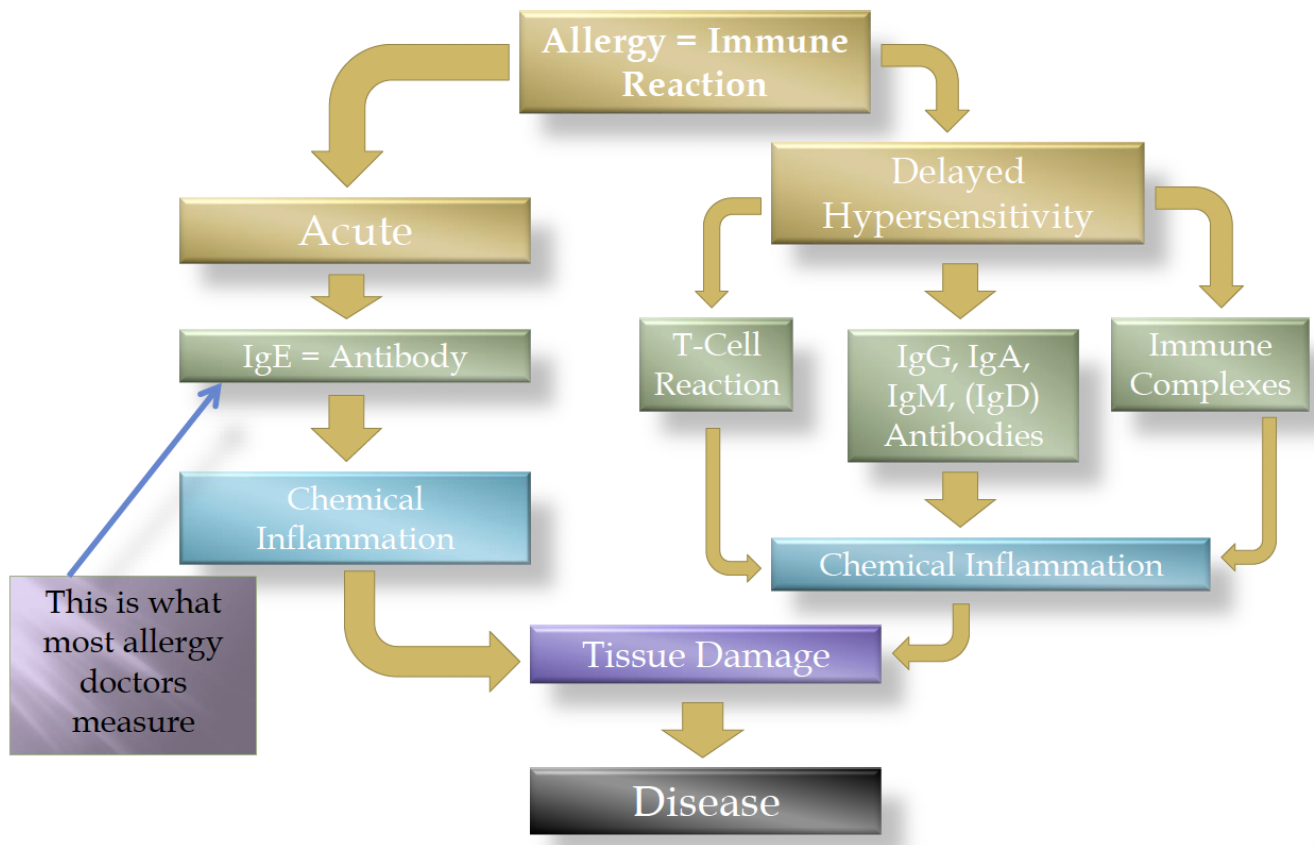 Allergy = Immune
Reaction
Delayed
Hypersensitivity
Acute
IgE = Antibody
T-Cell
Reaction
IgG, IgA,
IgM, (IgD)
Antibodies
Immune
Complexes
Chemical
Inflammation
Chemical Inflammation
This is what
most allergy
doctors
measure
Tissue Damage
Disease